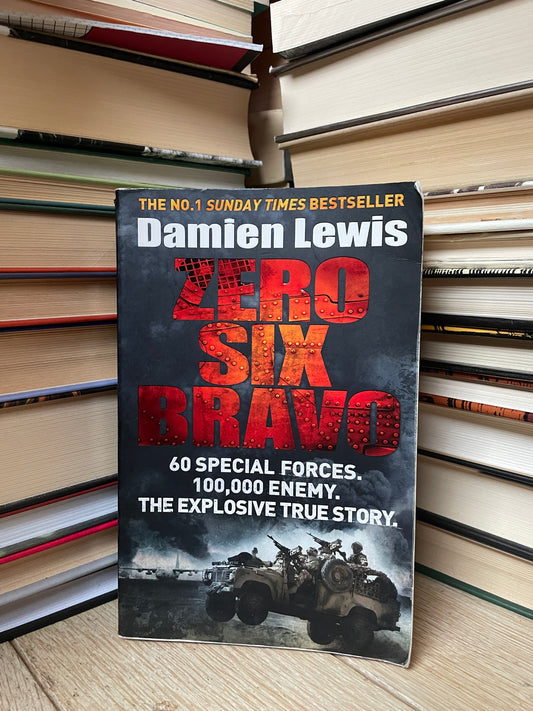 THE NO.1 SUNDAY TIMES BESTSELLER
Damien Lewis
ZERO
SIX
BRAVO
60 SPECIAL FORCES.
100,000 ENEMY.
THE EXPLOSIVE TRUE STORY.